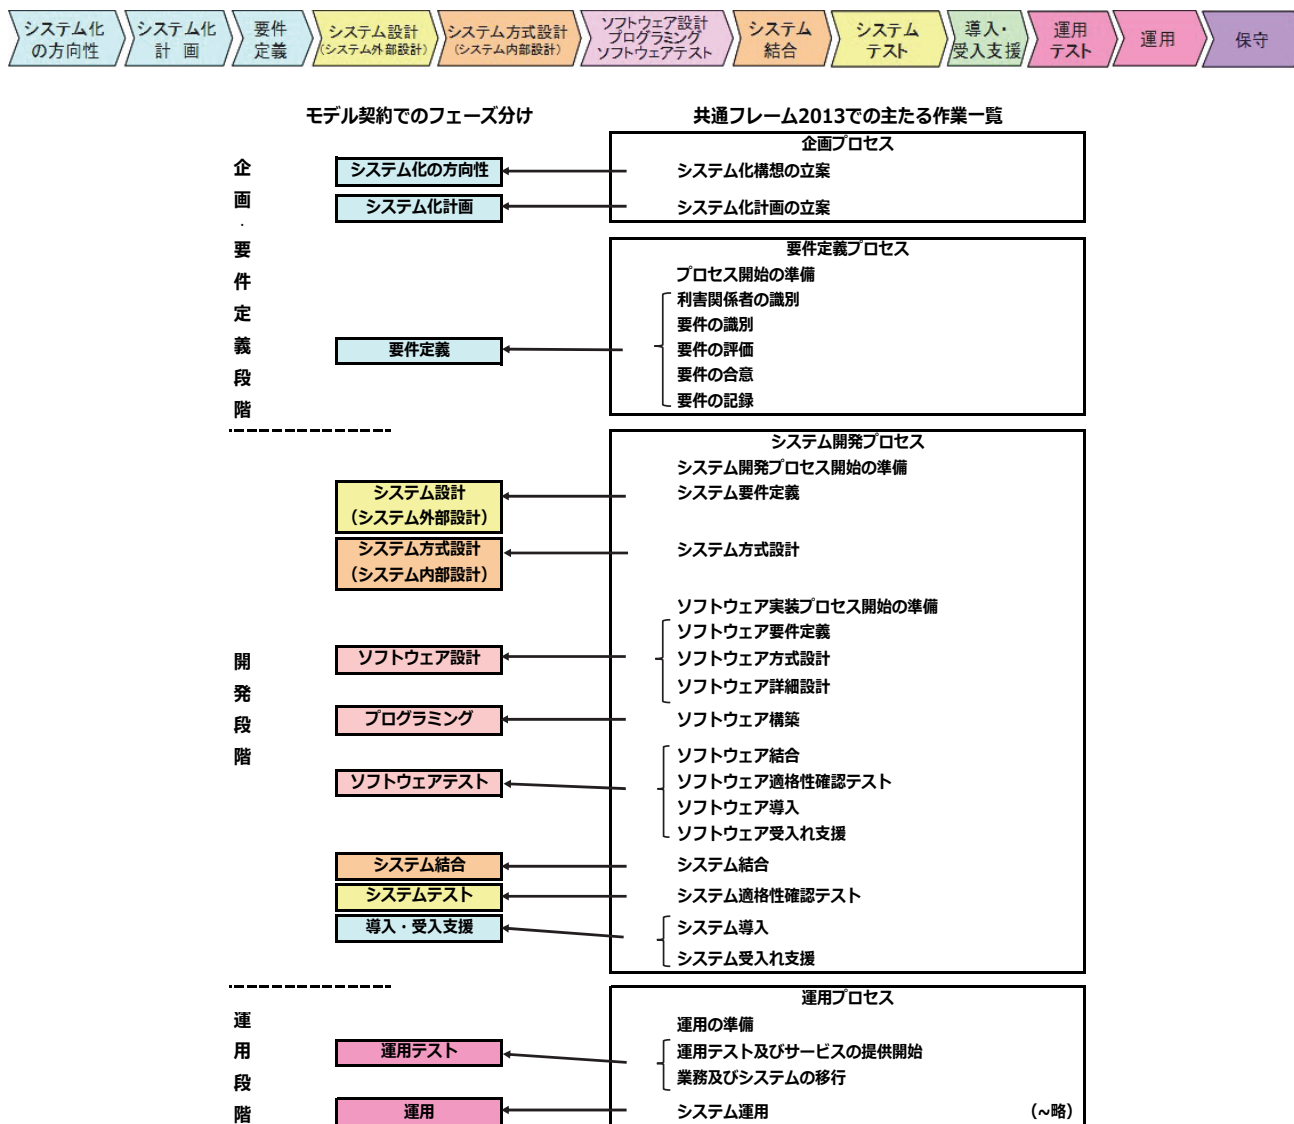 システム化
の方向性
システム化
計 画
要件
定義
システム設計
(システム外部設計)
システム方式設計
(システム内部設計)
ソフトウェア設計
プログラミング
ソフトウェアテスト
システム
結合
システム
テスト
導入・
受入支援
運用
テスト
運用
保守
モデル契約でのフェーズ分け
共通フレーム2013での主たる作業一覧
企画・要件定義段階
企画プロセス
システム化の方向性
システム化構想の立案
システム化計画
システム化計画の立案
要件定義プロセス
プロセス開始の準備
利害関係者の識別
要件の識別
要件定義
要件の評価
要件の合意
要件の記録
開発段階
システム開発プロセス
システム開発プロセス開始の準備
システム設計
(システム外部設計)
システム要件定義
システム方式設計
(システム内部設計)
システム方式設計
ソフトウェア実装プロセス開始の準備
ソフトウェア要件定義
ソフトウェア設計
ソフトウェア方式設計
ソフトウェア詳細設計
プログラミング
ソフトウェア構築
ソフトウェア結合
ソフトウェアテスト
ソフトウェア適格性確認テスト
ソフトウェア導入
ソフトウェア受入れ支援
システム結合
システム結合
システムテスト
システム適格性確認テスト
導入・受入支援
システム導入
システム受入れ支援
運用段階
運用プロセス
運用の準備
運用テスト
運用テスト及びサービスの提供開始
業務及びシステムの移行
運用
システム運用
(~略)